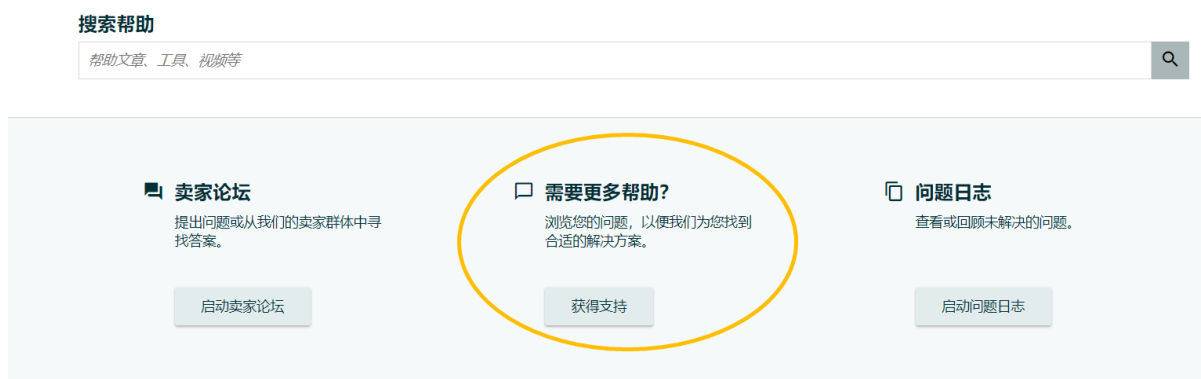 搜索帮助
帮助文章、工具、视频等
卖家论坛
提出问题或从我们的卖家群体中寻
找答案。
启动卖家论坛
需要更多帮助?
浏览您的问题，以便我们为您找到
合适的解决方案。
获得支持
问题日志
查看或回顾未解决的问题。
启动问题日志